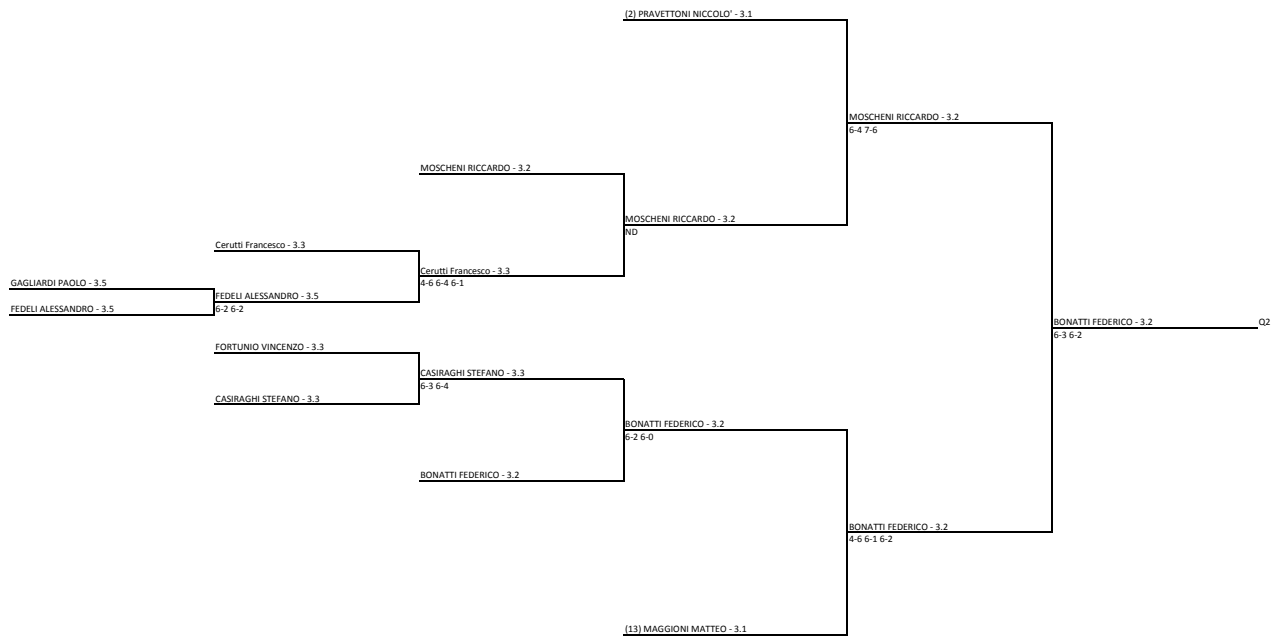 (2) PRAVETTONI NICCOLO' - 3.1
MOSCHENI RICCARDO - 3.2
6-4 7-6
MOSCHENI RICCARDO - 3.2
MOSCHENI RICCARDO - 3.2
ND
Cerutti Francesco - 3.3
Cerutti Francesco - 3.3
4-6 6-4 6-1
GAGLIARDI PAOLO - 3.5
FEDELI ALESSANDRO - 3.5
6-2 6-2
FEDELI ALESSANDRO - 3.5
BONATTI FEDERICO - 3.2
Q2
6-3 6-2
FORTUNIO VINCENZO - 3.3
CASIRAGHI STEFANO - 3.3
6-3 6-4
CASIRAGHI STEFANO - 3.3
BONATTI FEDERICO - 3.2
6-2 6-0
BONATTI FEDERICO - 3.2
BONATTI FEDERICO - 3.2
4-6 6-1 6-2
(13) MAGGIONI MATTEO - 3.1